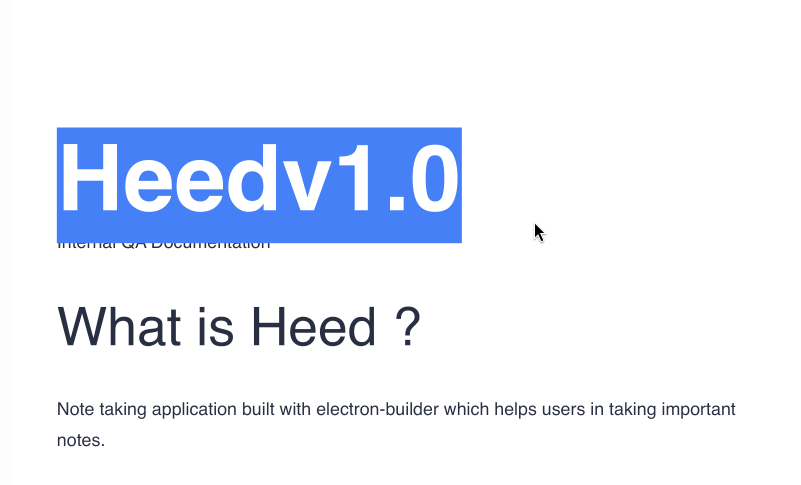 Heedv1.0
Internal QA Documentation
What is Heed ?
Note taking application built with electron-builder which helps users in taking important
notes.